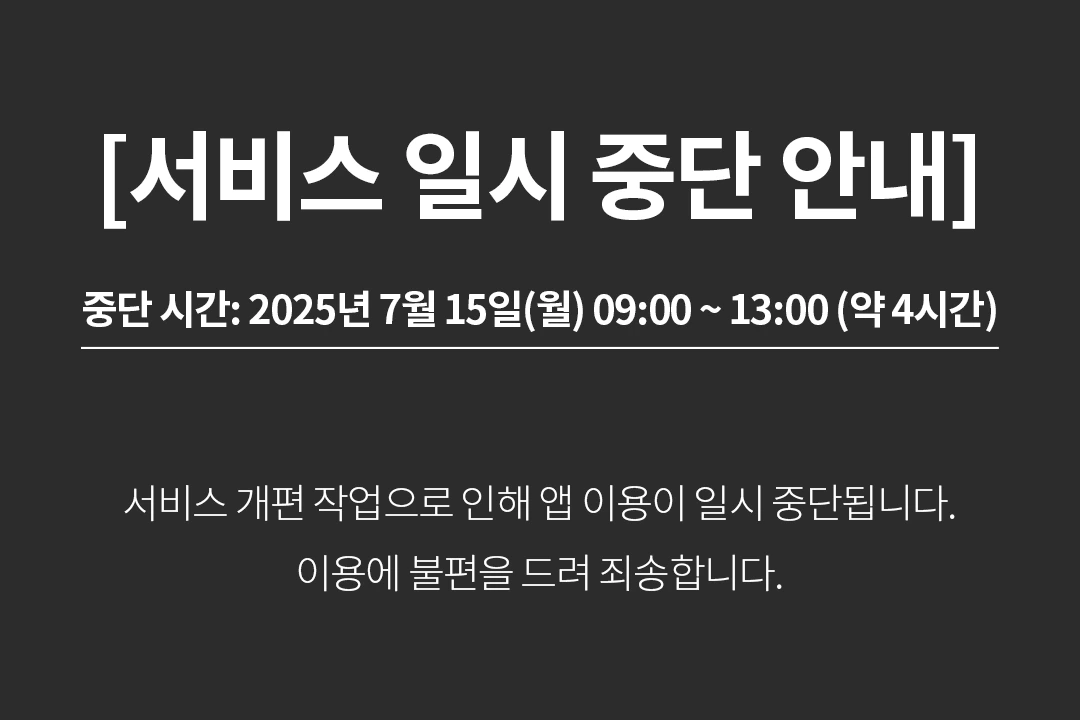 [서비스 일시 중단 안내]
중단 시간: 2025년 7월 15일(월) 09:00 ~ 13:00 (약 4시간)
서비스 개편 작업으로 인해 앱 이용이 일시 중단됩니다.
이용에 불편을 드려 죄송합니다.